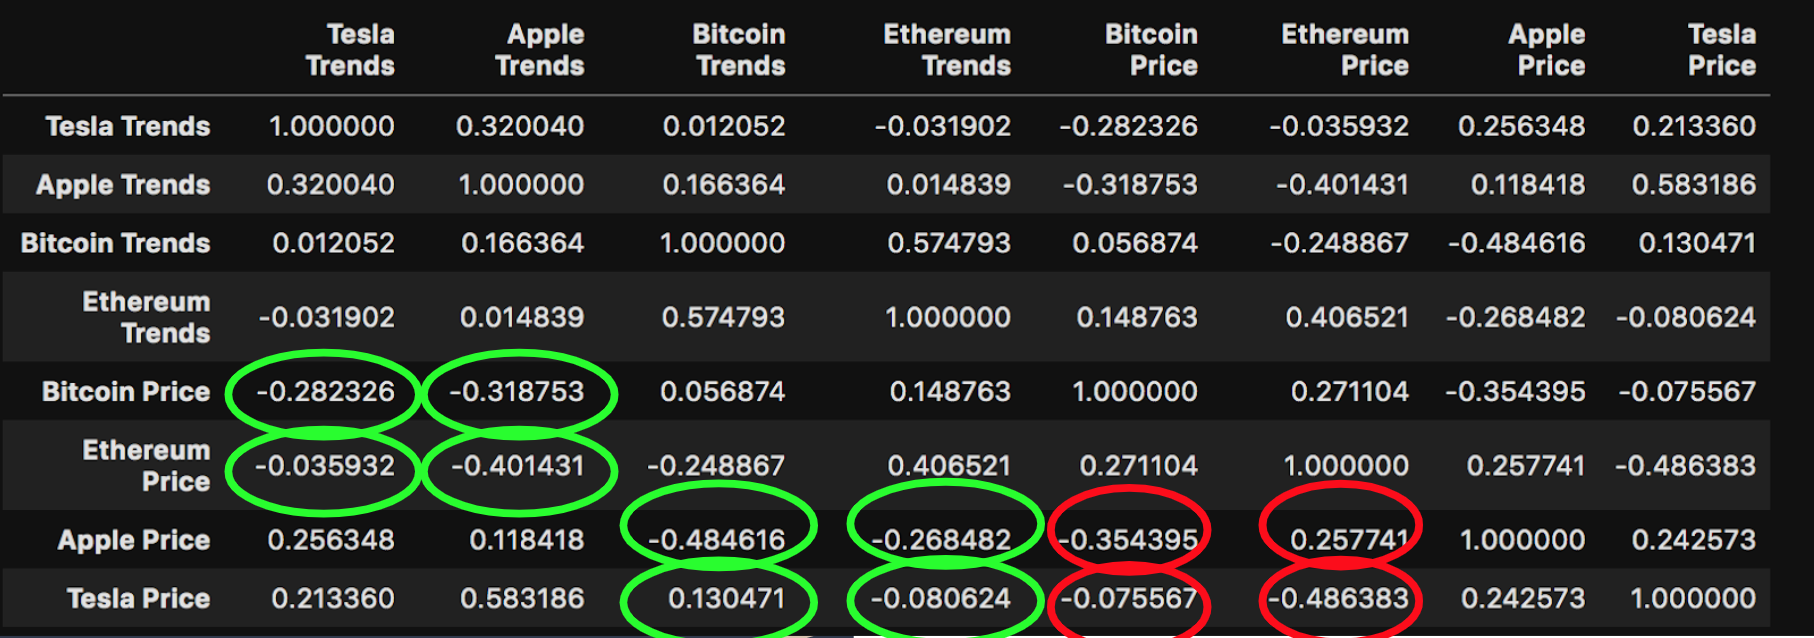 Tesla Trends Apple Trends Bitcoin Trends Ethereum Trends Bitcoin Price Ethereum Price Apple Price Tesla Price
Tesla Trends 1.000000 0.320040 0.012052 -0.031902 -0.282326 -0.035932 0.256348 0.213360
Apple Trends 0.320040 1.000000 0.166364 0.014839 -0.318753 -0.401431 0.118418 0.583186
Bitcoin Trends 0.012052 0.166364 1.000000 0.574793 0.056874 -0.248867 -0.484616 0.130471
Ethereum Trends -0.031902 0.014839 0.574793 1.000000 0.148763 0.406521 -0.268482 -0.080624
Bitcoin Price -0.282326 -0.318753 0.056874 0.148763 1.000000 0.271104 -0.354395 -0.075567
Ethereum Price -0.035932 -0.401431 -0.248867 0.406521 0.271104 1.000000 0.257741 -0.486383
Apple Price 0.256348 0.118418 -0.484616 -0.268482 -0.354395 0.257741 1.000000 0.242573
Tesla Price 0.213360 0.583186 0.130471 -0.080624 -0.075567 -0.486383 0.242573 1.000000